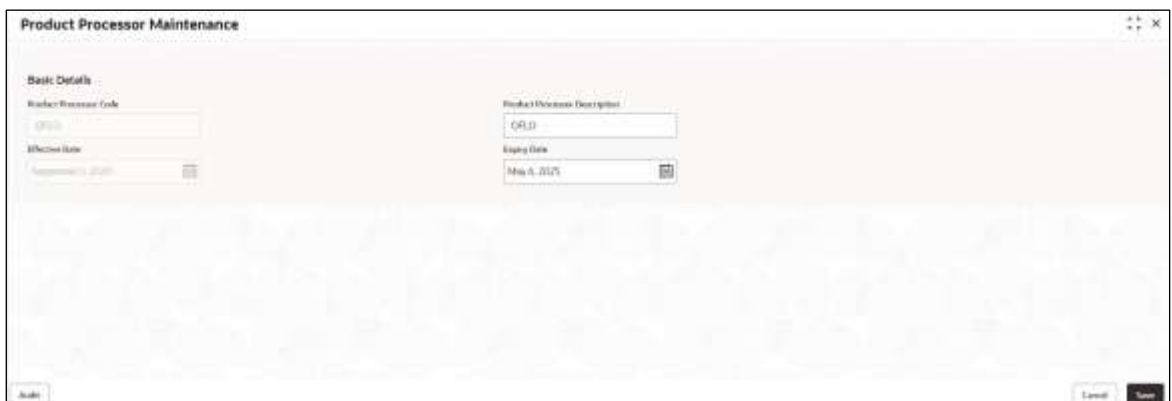 Product Processor Maintenance
Basic Details
Product Processor Code
Product Processor Description
OFLO
Effective Date
Expiry Date
May 6, 2025
Audit
Cancel
Save